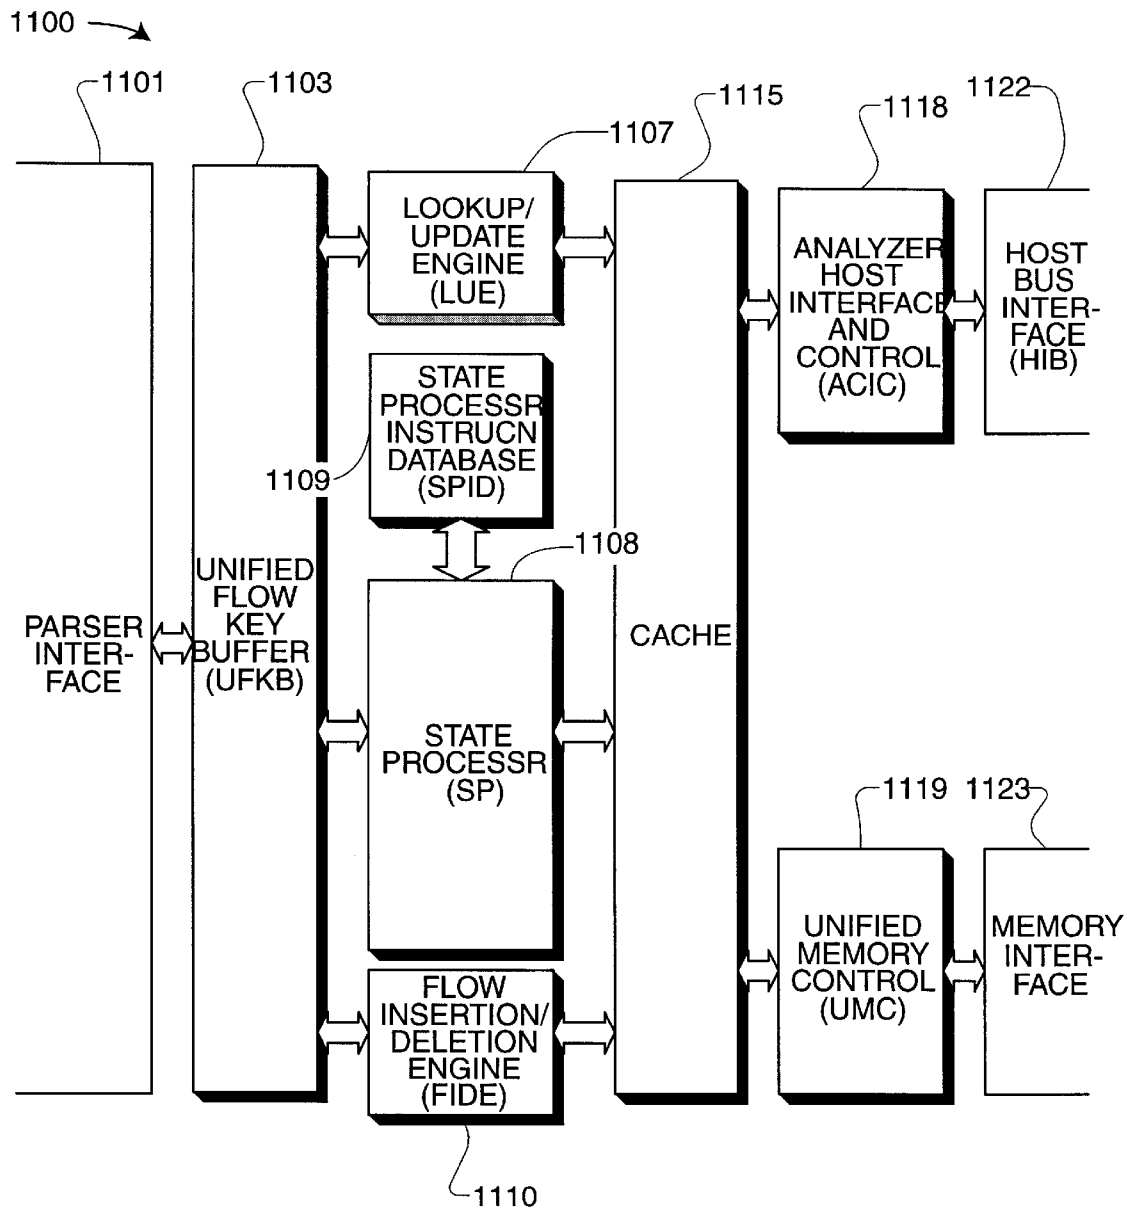 1100
1101
1103
1107
1115
1118
1122
LOOKUP/
UPDATE
ENGINE
(LUE)
ANALYZER
HOST
INTERFACE
AND
CONTROL
(ACIC)
HOST
BUS
INTER-
FACE
(HIB)
STATE
PROCESSR
INSTRUCN
DATABASE
(SPID)
1109
1108
UNIFIED
FLOW
KEY
BUFFER
(UFKB)
PARSER
INTER-
FACE
CACHE
STATE
PROCESSR
(SP)
1119
1123
UNIFIED
MEMORY
CONTROL
(UMC)
MEMORY
INTER-
FACE
FLOW
INSERTION/
DELETION
ENGINE
(FIDE)
1110